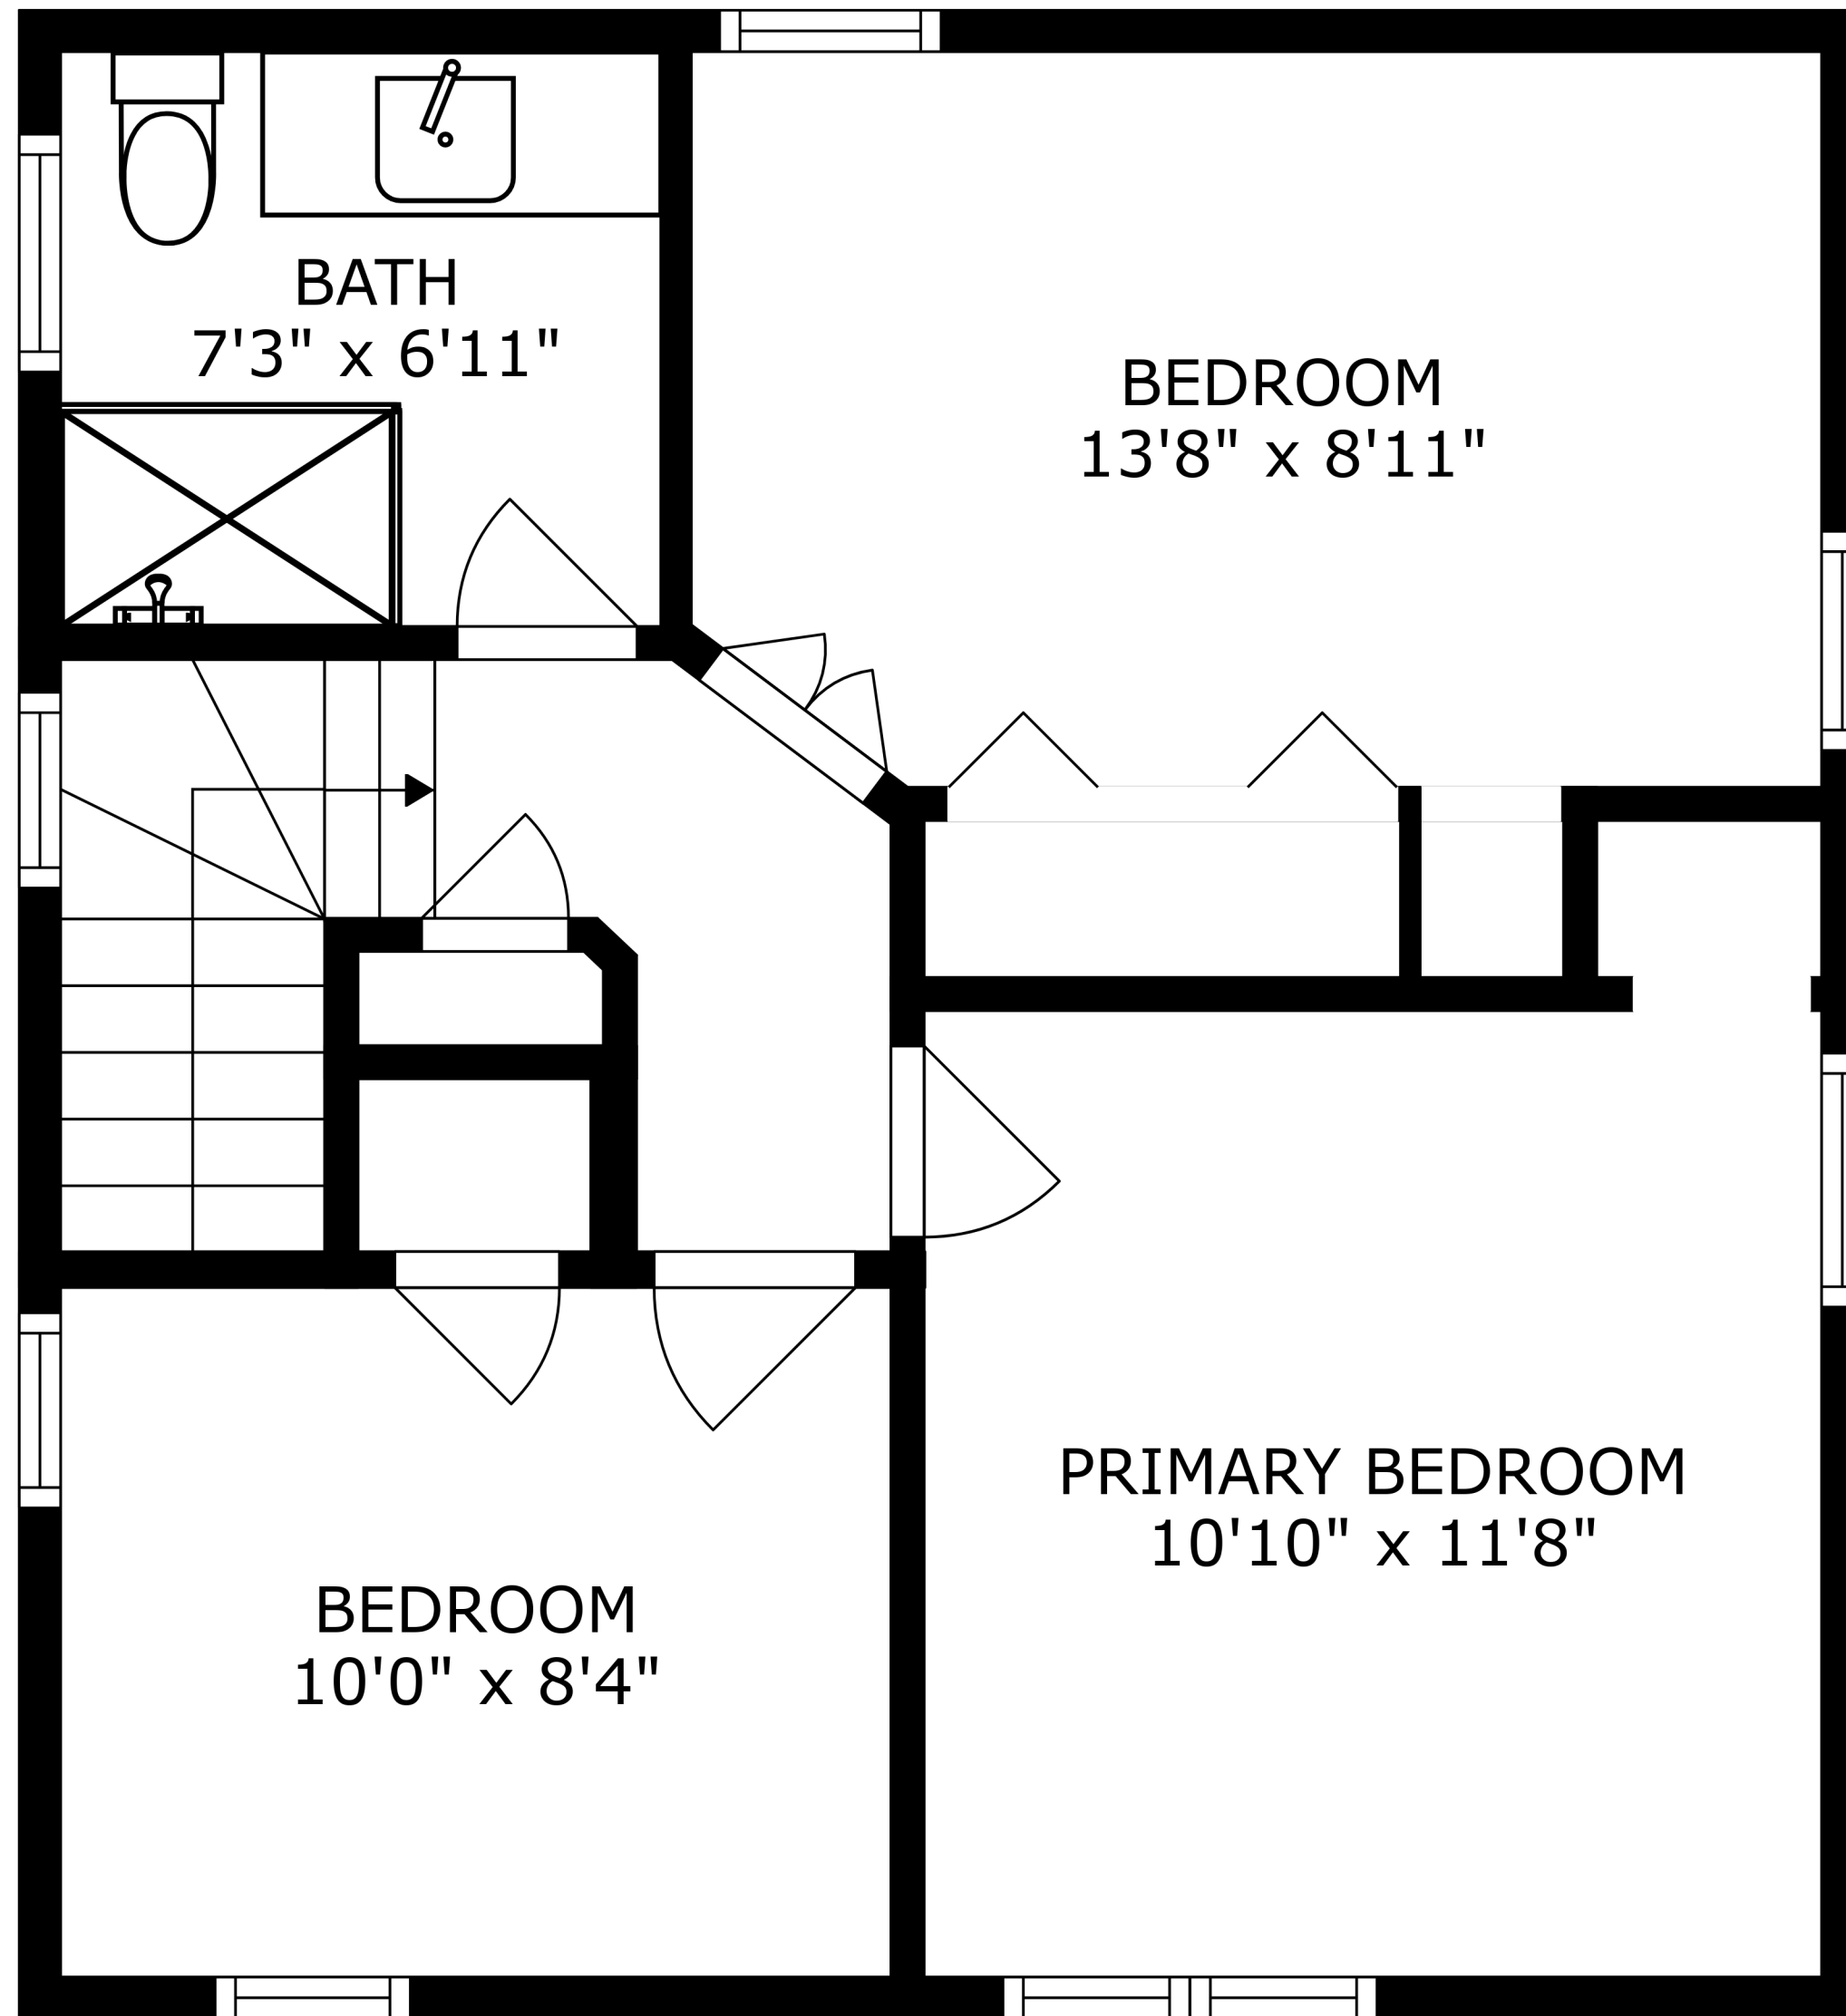 BATH
7'3" x 6'11"
BEDROOM
13'8" x 8'11"
PRIMARY BEDROOM
10'10" x 11'8"
BEDROOM
10'0" x 8'4"